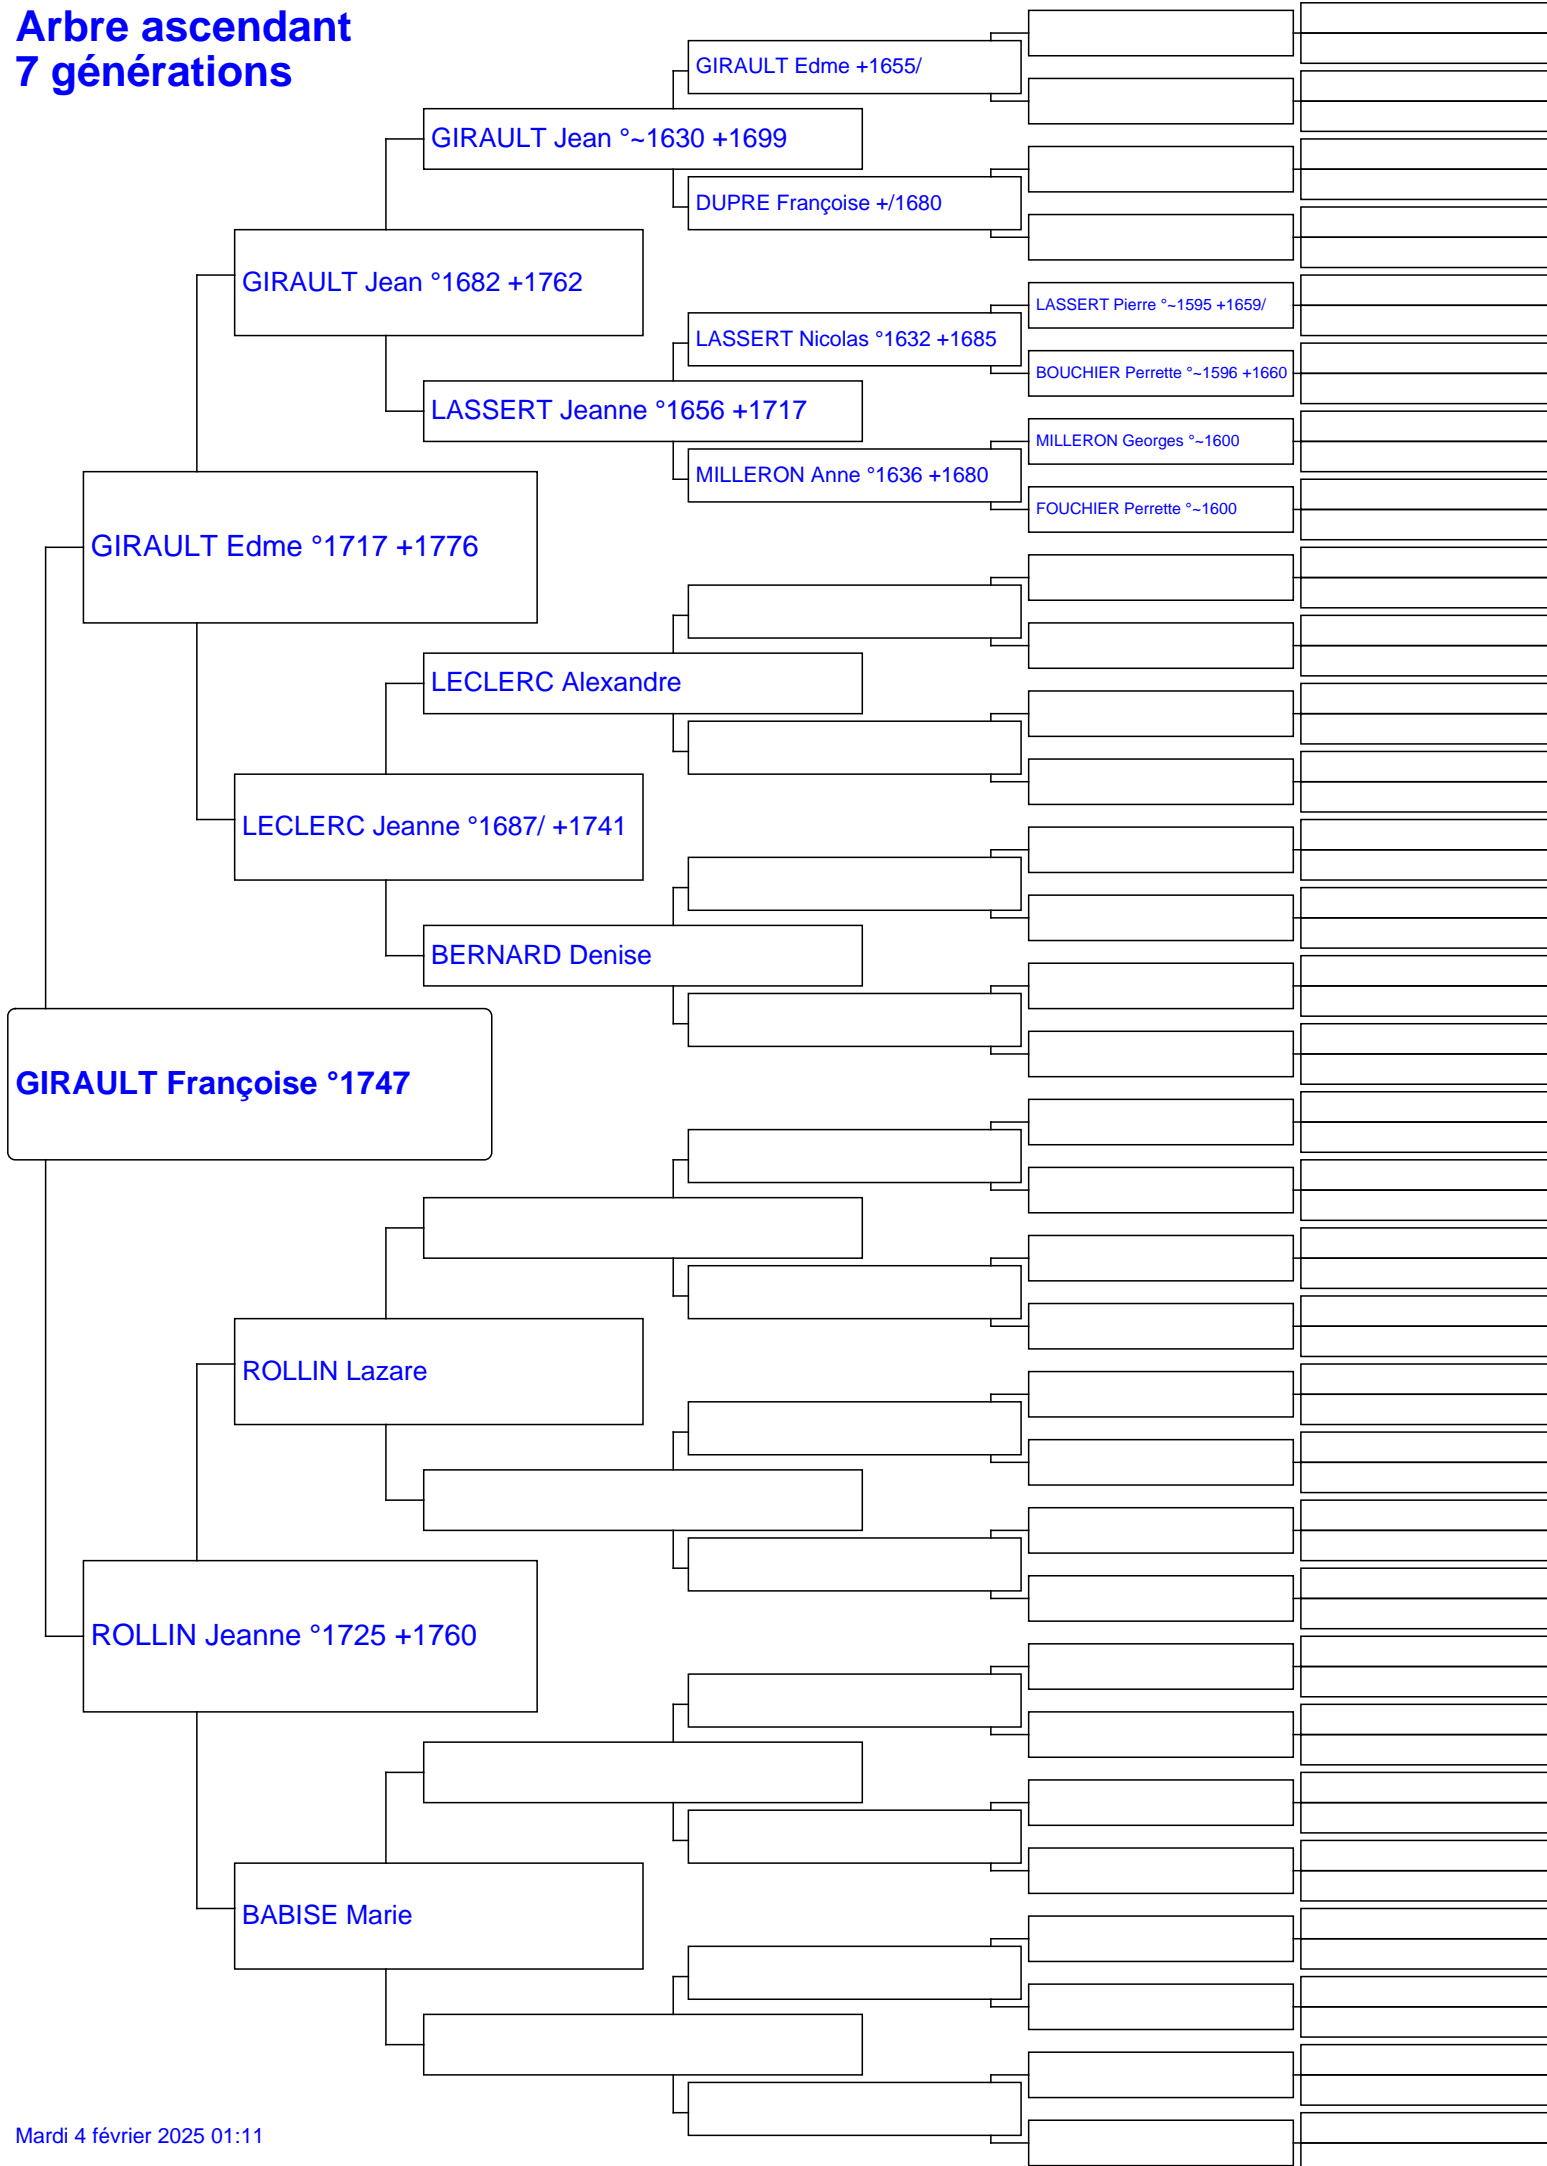 Arbre ascendant
7 générations
GIRAULT Edme +1655/
GIRAULT Jean °~1630 +1699
DUPRE Françoise +/1680
GIRAULT Jean °1682 +1762
LASSERT Pierre °~1595 +1659/
LASSERT Nicolas °1632 +1685
BOUCHIER Perrette °~1596 +1660
LASSERT Jeanne °1656 +1717
MILLERON Georges °~1600
MILLERON Anne °1636 +1680
FOUCHIER Perrette °~1600
GIRAULT Edme °1717 +1776
LECLERC Alexandre
LECLERC Jeanne °1687/ +1741
BERNARD Denise
GIRAULT Françoise °1747
ROLLIN Lazare
ROLLIN Jeanne °1725 +1760
BABISE Marie
Mardi 4 février 2025 01:11